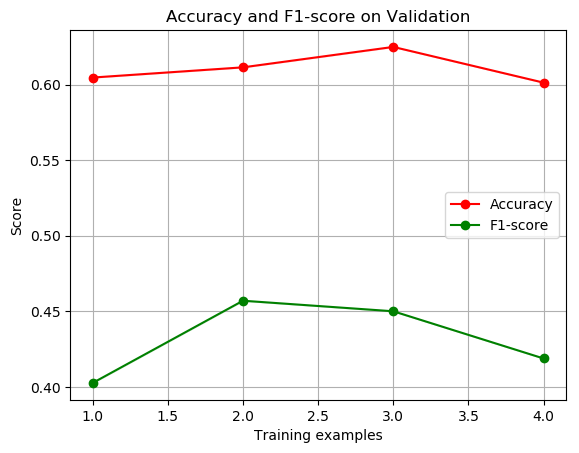 Accuracy and F1-score on Validation
0.60
0.55
0.50
0.45
0.40
Score
Accuracy
F1-score
1.0 1.5 2.0 2.5 3.0 3.5 4.0
Training examples